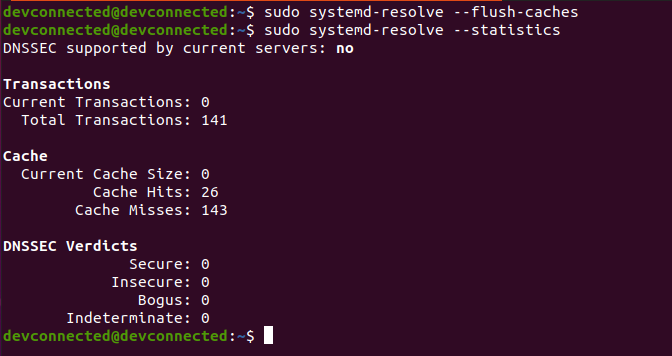 devconnected@devconnected:~$ sudo systemd-resolve --flush-caches
devconnected@devconnected:~$ sudo systemd-resolve --statistics
DNSSEC supported by current servers: no

Transactions
Current Transactions: 0
  Total Transactions: 141

Cache
  Current Cache Size: 0
          Cache Hits: 26
        Cache Misses: 143

DNSSEC Verdicts
              Secure: 0
            Insecure: 0
               Bogus: 0
       Indeterminate: 0
devconnected@devconnected:~$